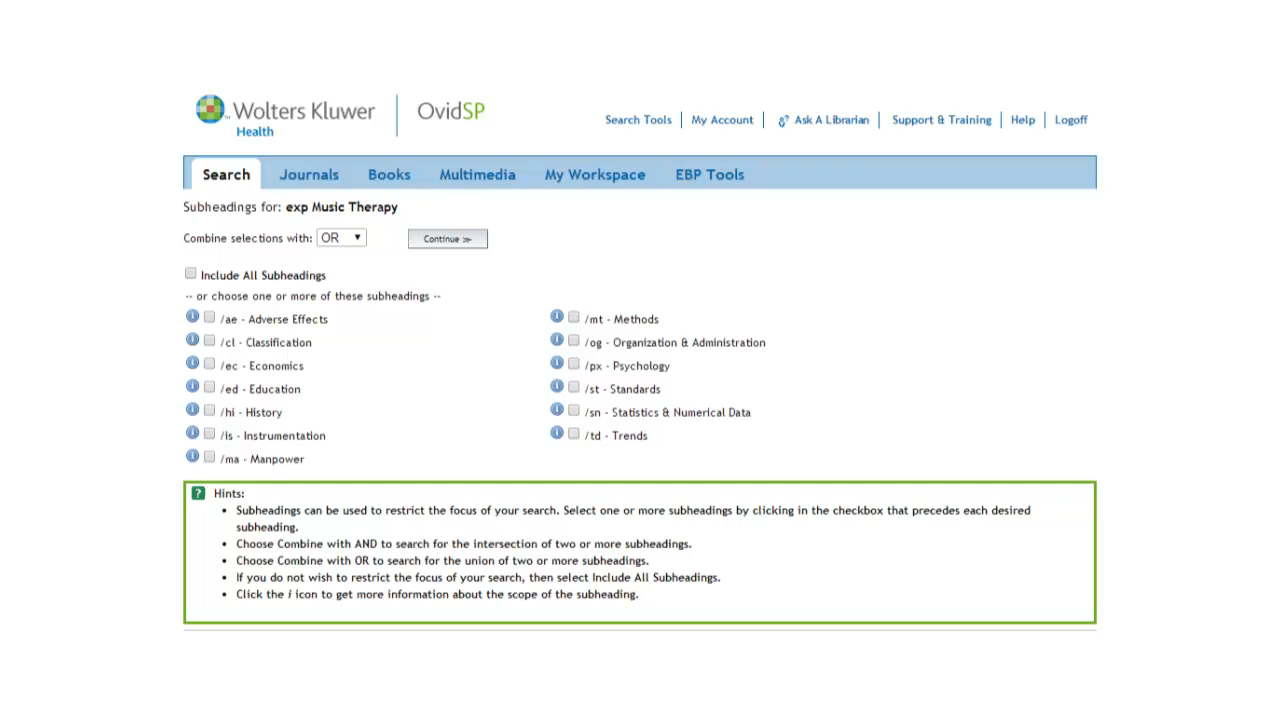 Wolters Kluwer
Health
OvidSP
Search Tools My Account Ask A Librarian Support & Training Help Logoff
Search Journals Books Multimedia My Workspace EBP Tools
Subheadings for: exp Music Therapy
Combine selections with: OR Continue >>
Include All Subheadings
-- or choose one or more of these subheadings --
/ae - Adverse Effects
/cl - Classification
/ec - Economics
/ed - Education
/hi - History
/is - Instrumentation
/ma - Manpower
/mt - Methods
/og - Organization & Administration
/px - Psychology
/st - Standards
/sn - Statistics & Numerical Data
/td - Trends
? Hints:
• Subheadings can be used to restrict the focus of your search. Select one or more subheadings by clicking in the checkbox that precedes each desired
subheading.
• Choose Combine with AND to search for the intersection of two or more subheadings.
• Choose Combine with OR to search for the union of two or more subheadings.
• If you do not wish to restrict the focus of your search, then select Include All Subheadings.
• Click the i icon to get more information about the scope of the subheading.